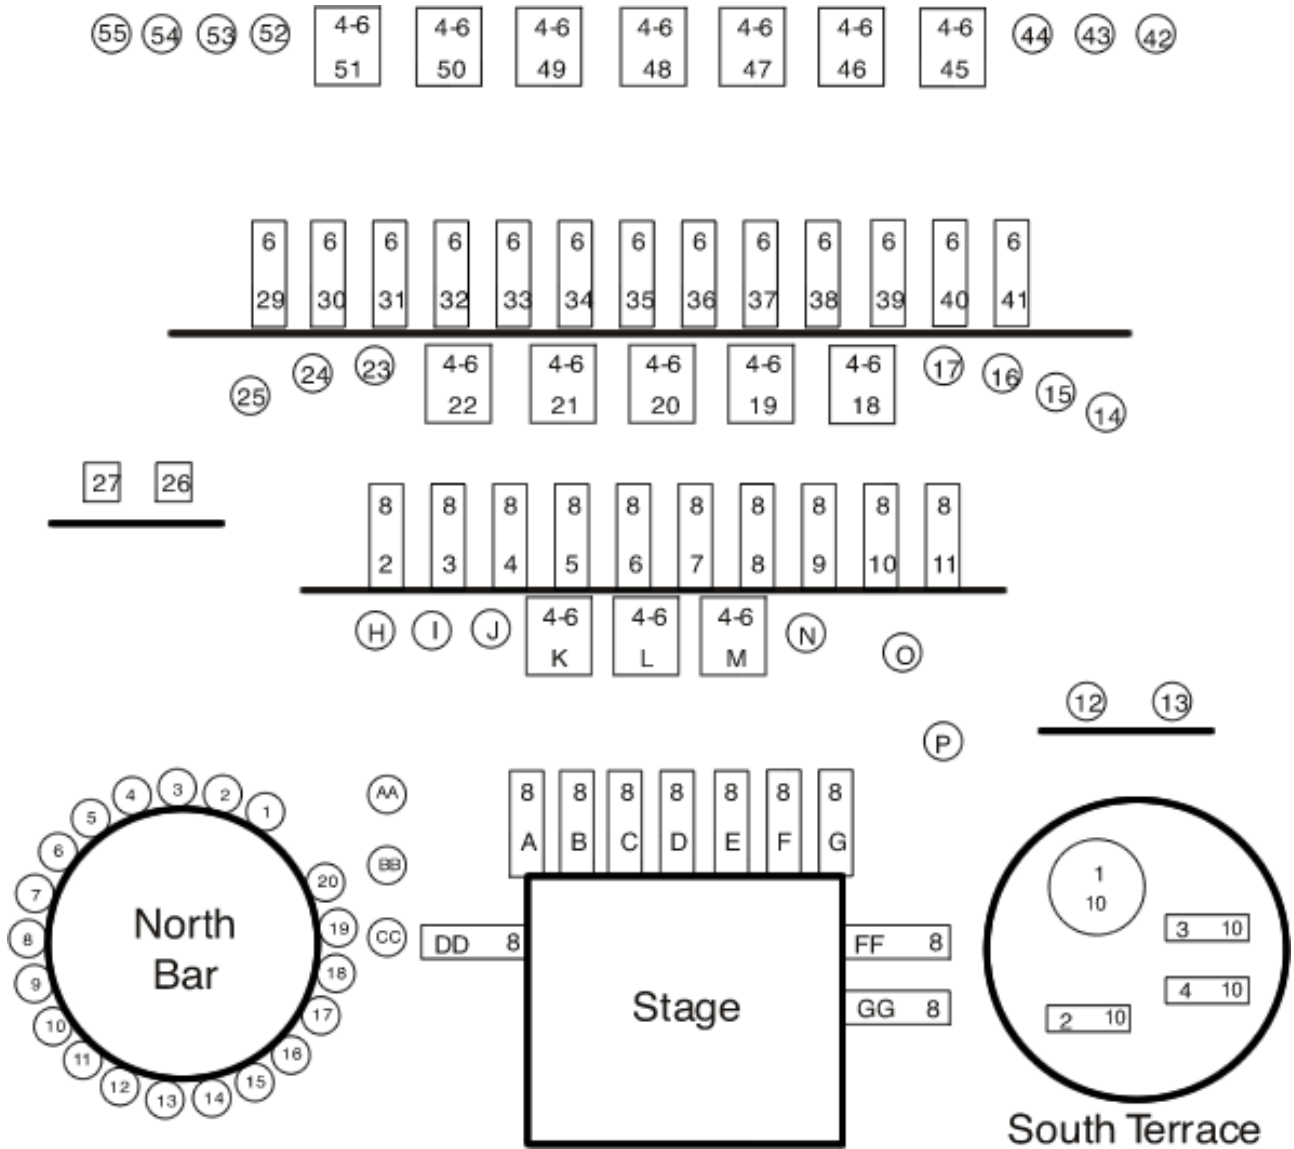 55 54 53 52 4-6 4-6 4-6 4-6 4-6 4-6 4-6 44 43 42
51 50 49 48 47 46 45
6 6 6 6 6 6 6 6 6 6 6 6 6
29 30 31 32 33 34 35 36 37 38 39 40 41
25 24 23 4-6 4-6 4-6 4-6 4-6 17 16 15 14
22 21 20 19 18
27 26
8 8 8 8 8 8 8 8 8 8
2 3 4 5 6 7 8 9 10 11
H I J 4-6 4-6 4-6 N O
K L M
12 13
P
8 8 8 8 8 8 8
A B C D E F G
AA
BB
CC
DD 8
FF 8
GG 8
Stage
1
2
3
4
5
6
7
8
9
10
11
12
13
14
15
16
17
18
19
20
North
Bar
1
10
3 10
4 10
2 10
South Terrace